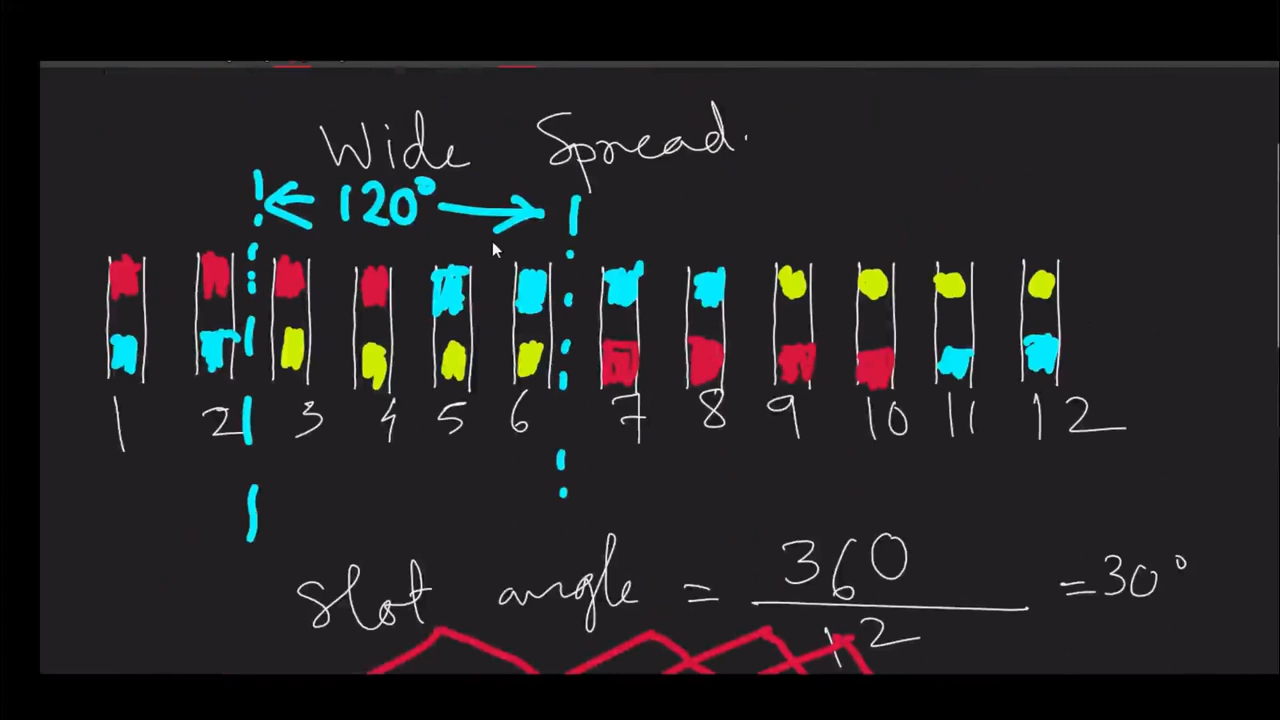 Wide Spread.
120°
1 2 3 4 5 6 7 8 9 10 11 12
slot angle = 360 / 12 = 30°